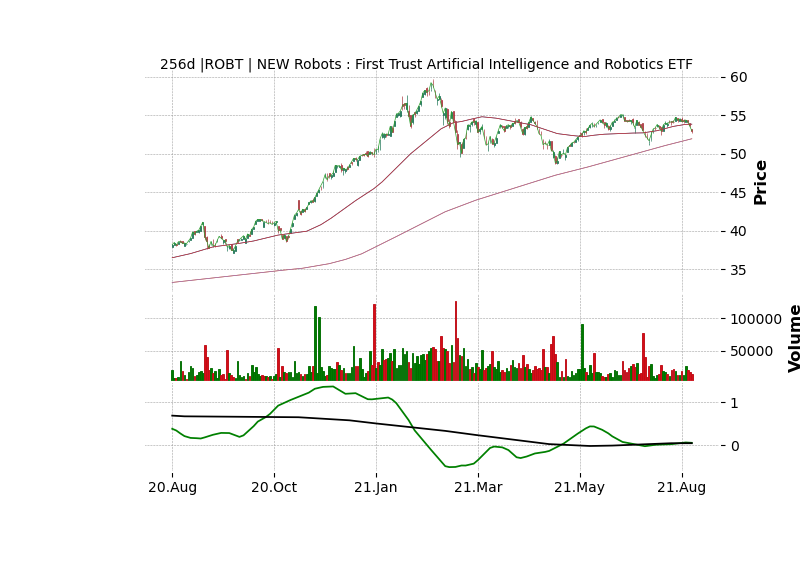 256d |ROBT | NEW Robots : First Trust Artificial Intelligence and Robotics ETF
60
55
50
45
40
35
Price
100000
50000
Volume
1
0
20.Aug 20.Oct 21.Jan 21.Mar 21.May 21.Aug